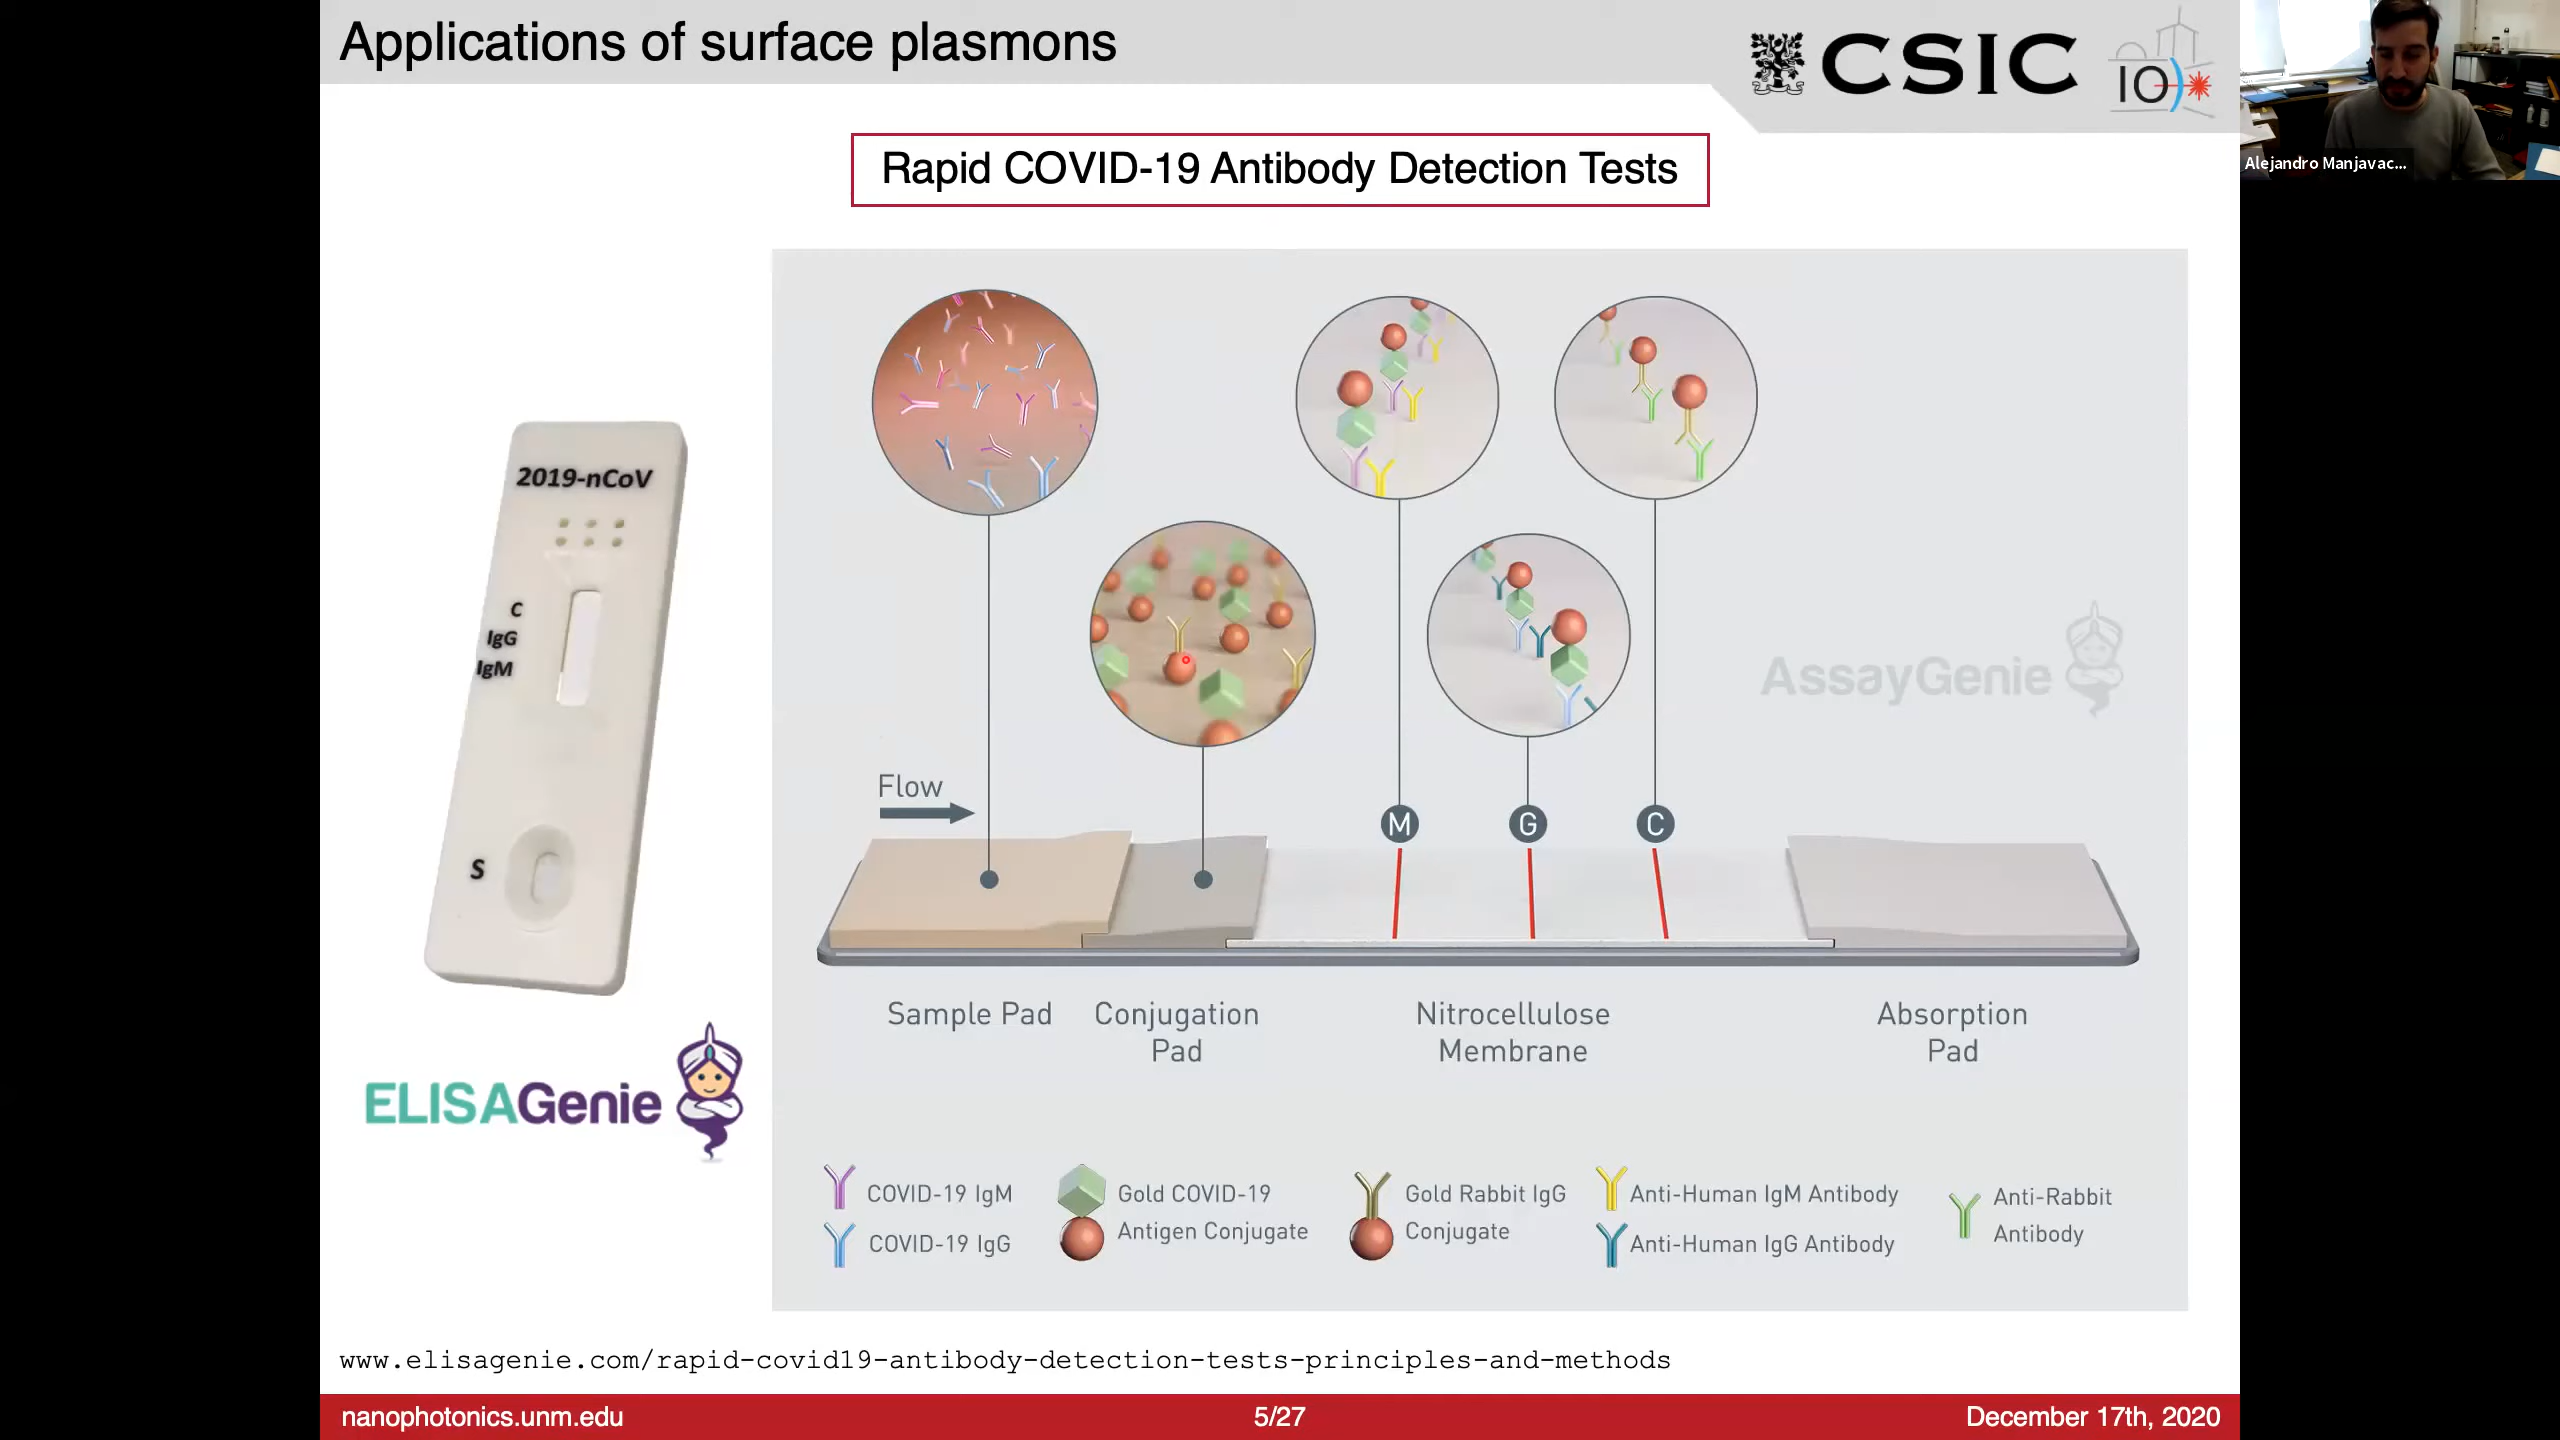 Applications of surface plasmons
CSIC
IO
Alejandro Manjavac...
Rapid COVID-19 Antibody Detection Tests
2019-nCoV
C
IgG
IgM
S
ELISAGenie
AssayGenie
Flow
M
G
C
Sample Pad
Conjugation
Pad
Nitrocellulose
Membrane
Absorption
Pad
COVID-19 IgM
COVID-19 IgG
Gold COVID-19
Antigen Conjugate
Gold Rabbit IgG
Conjugate
Anti-Human IgM Antibody
Anti-Human IgG Antibody
Anti-Rabbit
Antibody
www.elisagenie.com/rapid-covid19-antibody-detection-tests-principles-and-methods
nanophotonics.unm.edu
5/27
December 17th, 2020